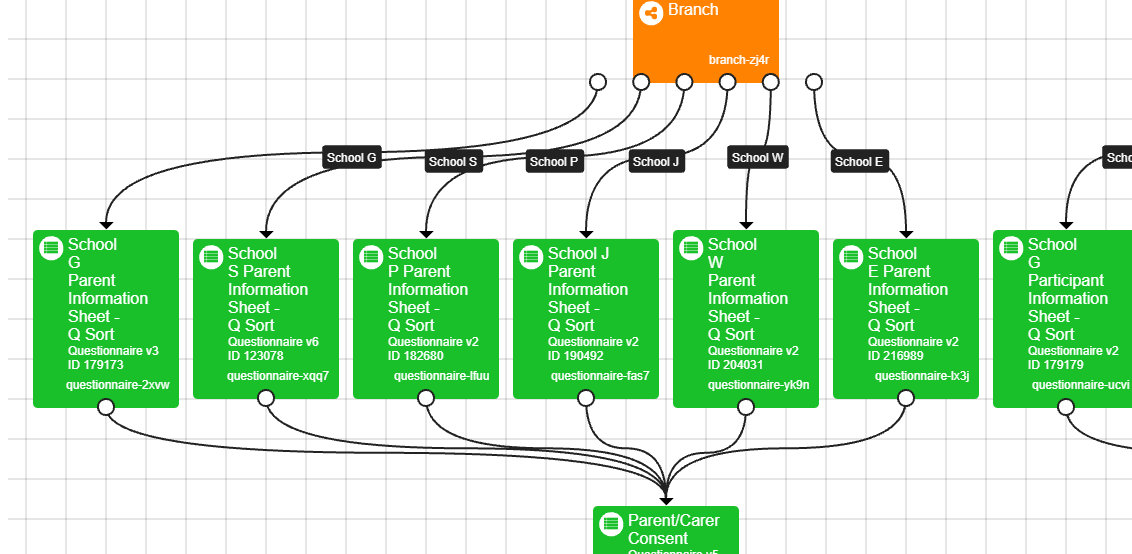 Branch
branch-zj4r
School G
School S
School P
School J
School W
School E
School
G
Parent
Information
Sheet -
Q Sort
Questionnaire v3
ID 179173
questionnaire-2xvw
School
S Parent
Information
Sheet -
Q Sort
Questionnaire v6
ID 123078
questionnaire-xqq7
School
P Parent
Information
Sheet -
Q Sort
Questionnaire v2
ID 182680
questionnaire-lfuu
School J
Parent
Information
Sheet -
Q Sort
Questionnaire v2
ID 190492
questionnaire-fas7
School
W
Parent
Information
Sheet -
Q Sort
Questionnaire v2
ID 204031
questionnaire-yk9n
School
E Parent
Information
Sheet -
Q Sort
Questionnaire v2
ID 216989
questionnaire-lx3j
School
G
Participant
Information
Sheet -
Q Sort
Questionnaire v2
ID 179179
questionnaire-ucvi
Parent/Carer
Consent
Questionnaire v5